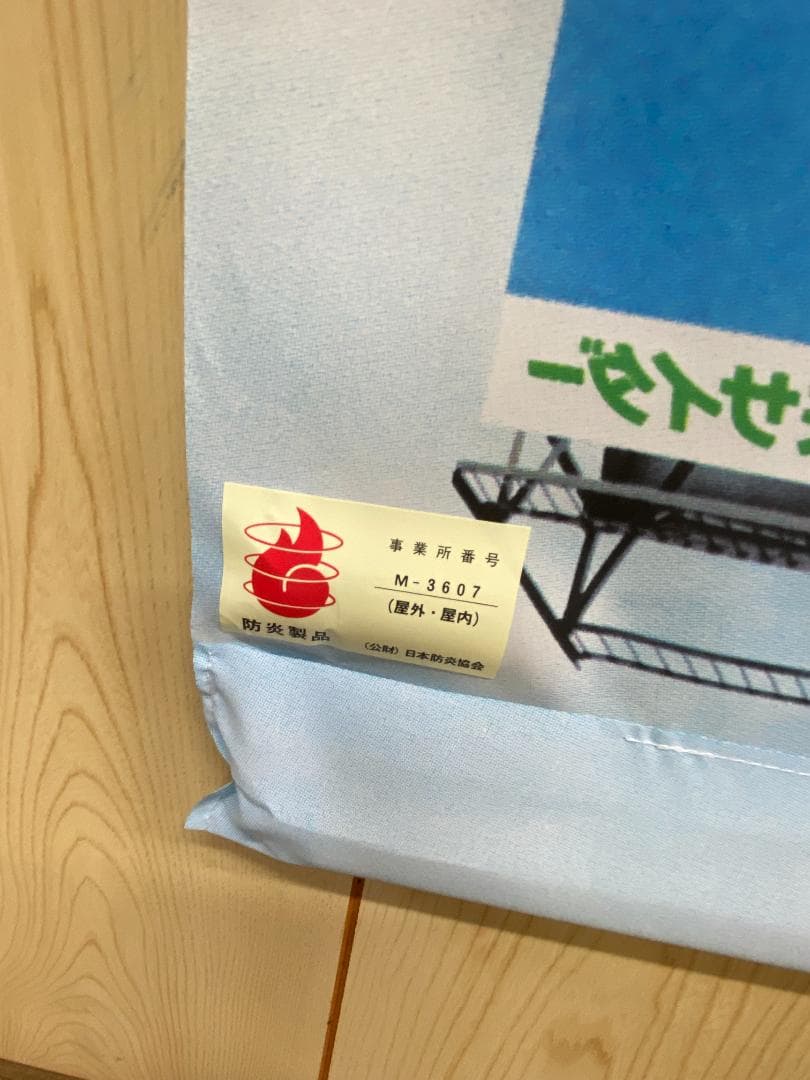 サイダー
事業所番号
M-3607
(屋外・屋内)
防炎製品
(公財) 日本防炎協会